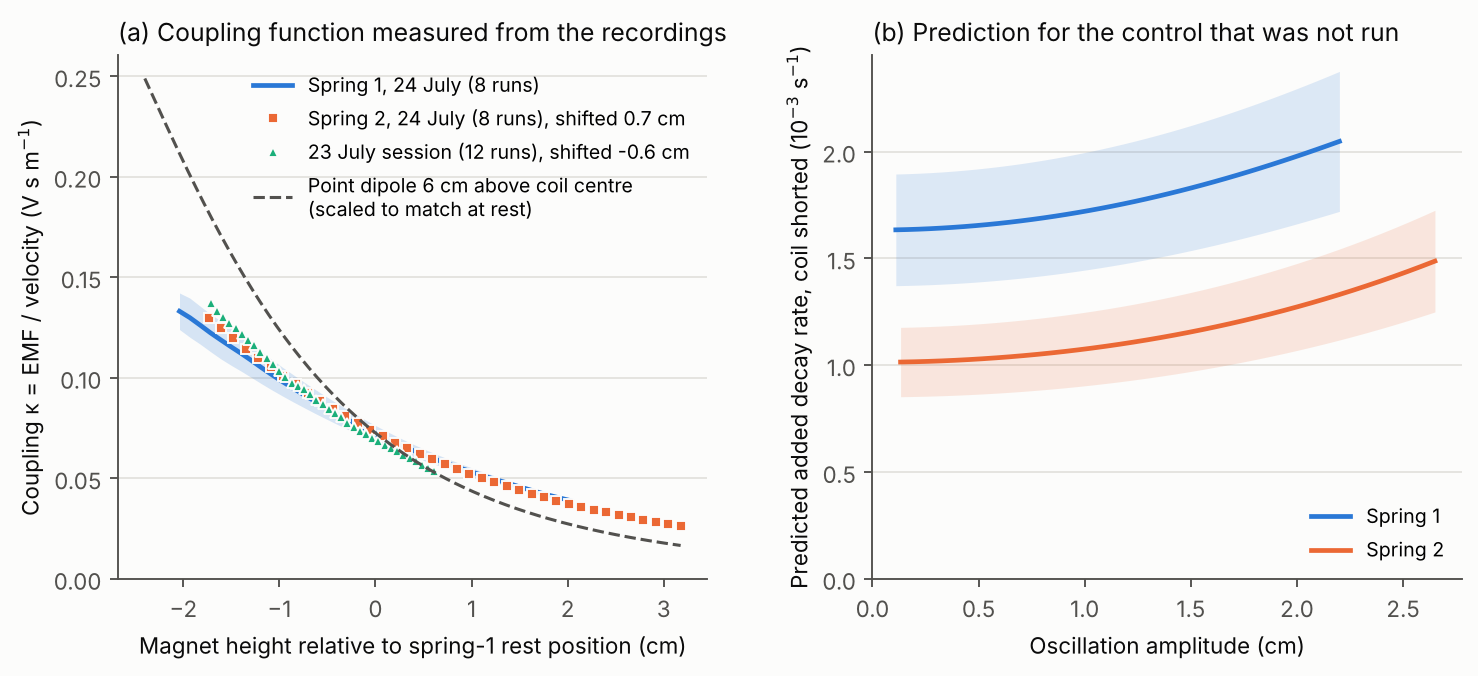 (a) Coupling function measured from the recordings
Coupling κ = EMF / velocity (V s m⁻¹)
0.25
0.20
0.15
0.10
0.05
0.00
Spring 1, 24 July (8 runs)
Spring 2, 24 July (8 runs), shifted 0.7 cm
23 July session (12 runs), shifted -0.6 cm
Point dipole 6 cm above coil centre
(scaled to match at rest)
−2 −1 0 1 2 3
Magnet height relative to spring-1 rest position (cm)
(b) Prediction for the control that was not run
Predicted added decay rate, coil shorted (10⁻³ s⁻¹)
2.0
1.5
1.0
0.5
0.0
Spring 1
Spring 2
0.0 0.5 1.0 1.5 2.0 2.5
Oscillation amplitude (cm)